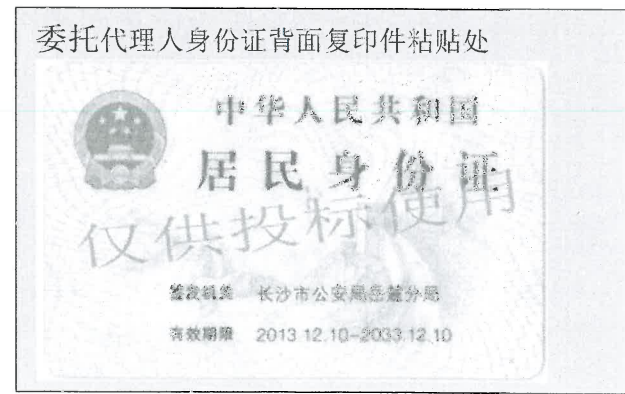 委托代理人身份证背面复印件粘贴处
中华人民共和国
居民身份证
仅供投标使用
签发机关 长沙市公安局岳麓分局
有效期限 2013.12.10-2033.12.10